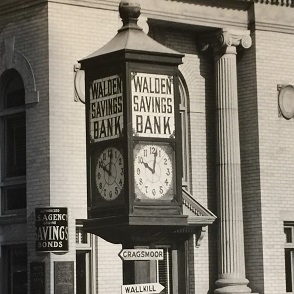 WALDEN
SAVINGS
BANK
WALDEN
SAVINGS
BANK
U.S. AGENCY
SAVINGS
BONDS
CRAGSMOOR
WALLKILL